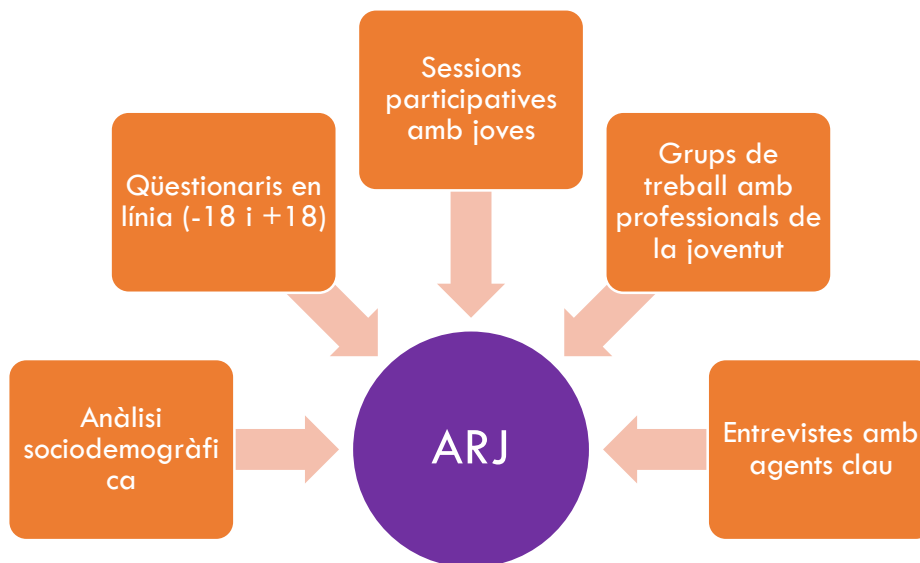 Sessions
participatives
amb joves
Qüestionaris en
línia (-18 i +18)
Grups de
treball amb
professionals de
la joventut
Anàlisi
sociodemogràfi
ca
ARJ
Entrevistes amb
agents clau